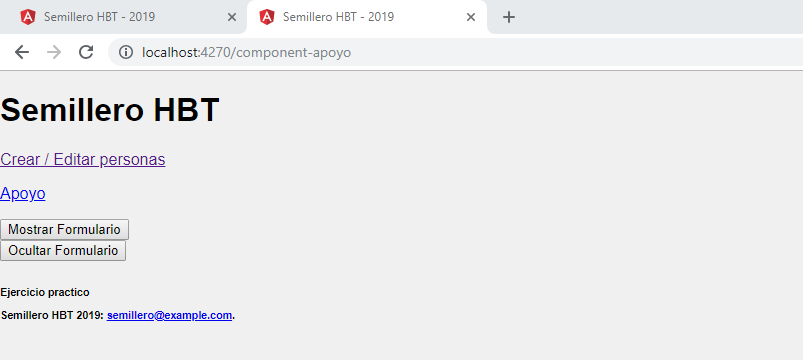 Semillero HBT - 2019
Semillero HBT - 2019
localhost:4270/component-apoyo
Semillero HBT
Crear / Editar personas
Apoyo
Mostrar Formulario
Ocultar Formulario
Ejercicio practico
Semillero HBT 2019: semillero@example.com.